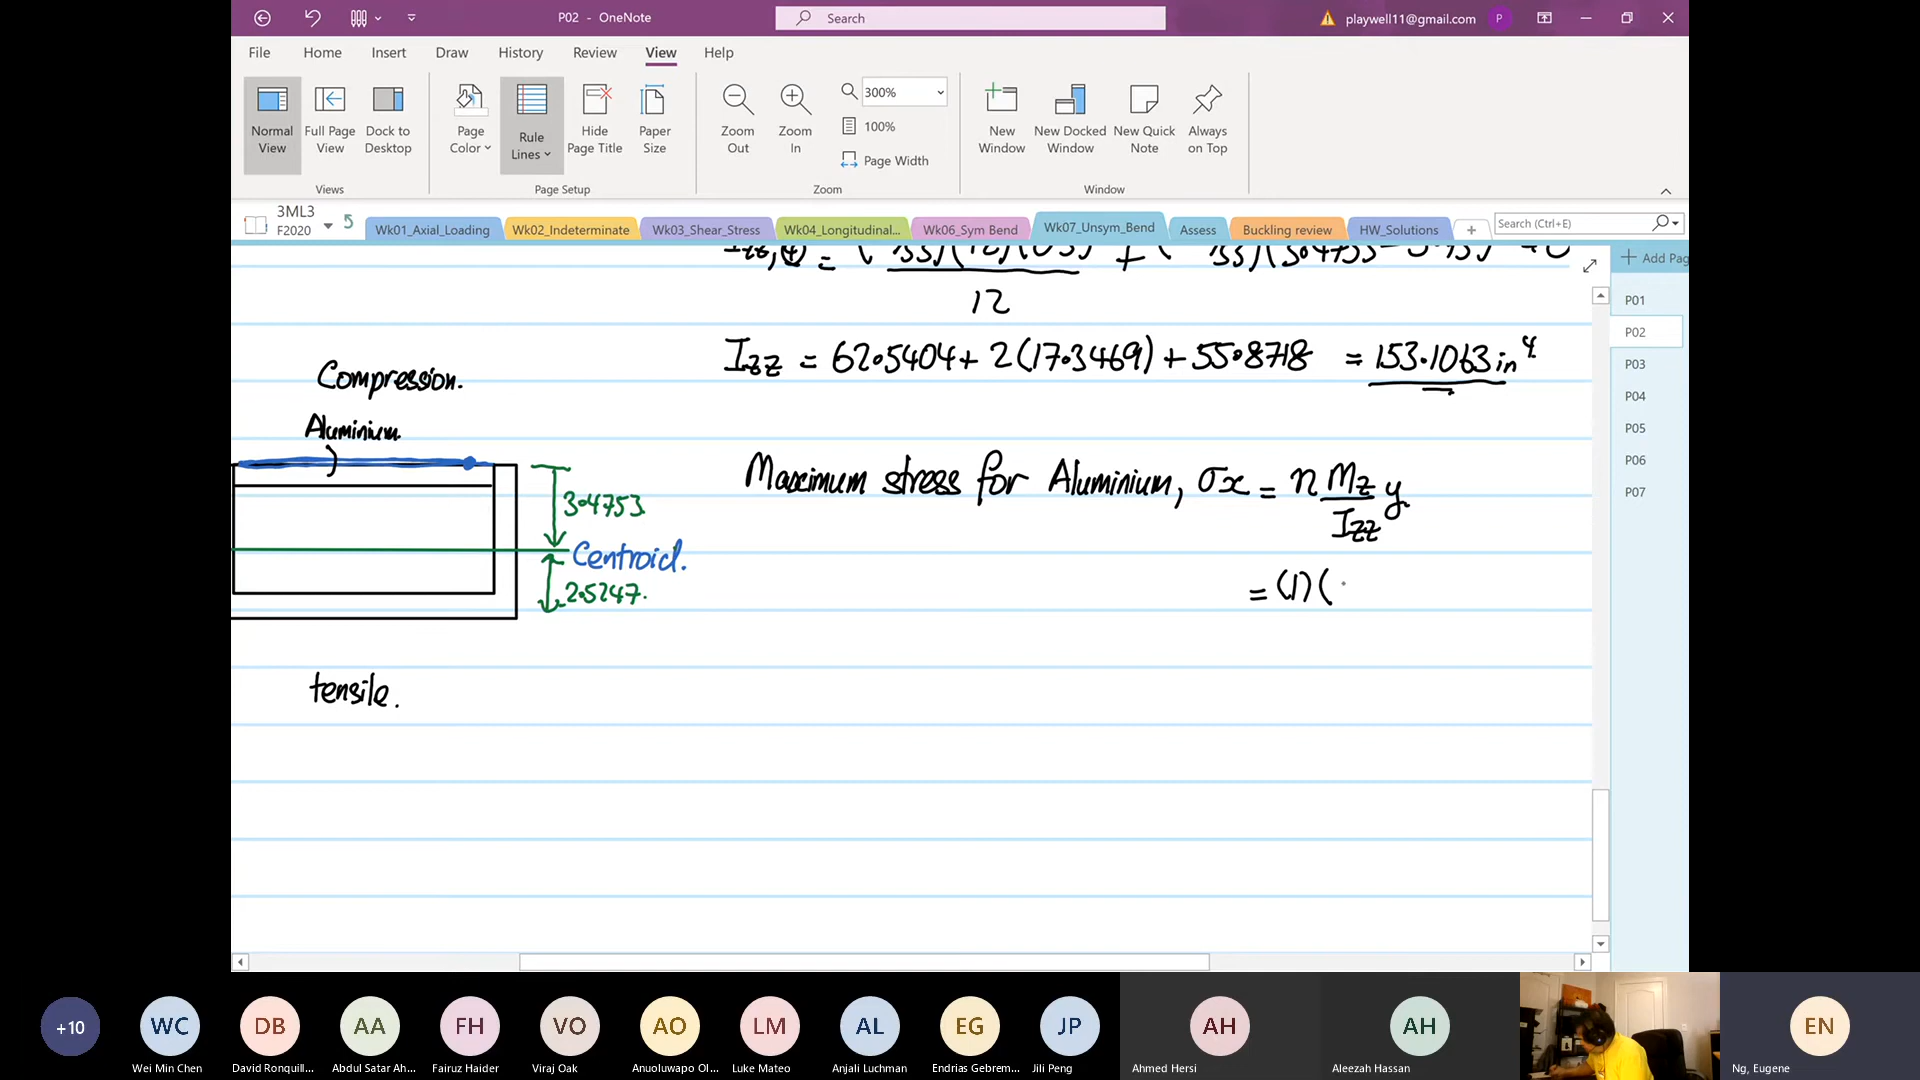 P02 - OneNote
Search
playwell11@gmail.com
P
File Home Insert Draw History Review View Help
Normal View
Full Page View
Dock to Desktop
Page Color
Rule Lines
Hide Page Title
Paper Size
Zoom Out
Zoom In
300%
100%
Page Width
New Window
New Docked Window
New Quick Note
Always on Top
Views
Page Setup
Zoom
Window
3ML3
F2020
Wk01_Axial_Loading
Wk02_Indeterminate
Wk03_Shear_Stress
Wk04_Longitudinal...
Wk06_Sym Bend
Wk07_Unsym_Bend
Assess
Buckling review
HW_Solutions
+
Search (Ctrl+E)
Add Pag
P01
P02
P03
P04
P05
P06
P07
12
Izz = 62.5404 + 2(17.3469) + 55.8718 = 153.1063 in⁴
Compression.
Aluminium
3.4753
Centroid.
2.5247.
tensile.
Maximum stress for Aluminium, σx = n Mz/Izz y
= (1)(
+10
WC
DB
AA
FH
VO
AO
LM
AL
EG
JP
AH
AH
EN
Wei Min Chen
David Ronquill...
Abdul Satar Ah...
Fairuz Haider
Viraj Oak
Anuoluwapo Ol...
Luke Mateo
Anjali Luchman
Endrias Gebrem...
Jili Peng
Ahmed Hersi
Aleezah Hassan
Ng, Eugene